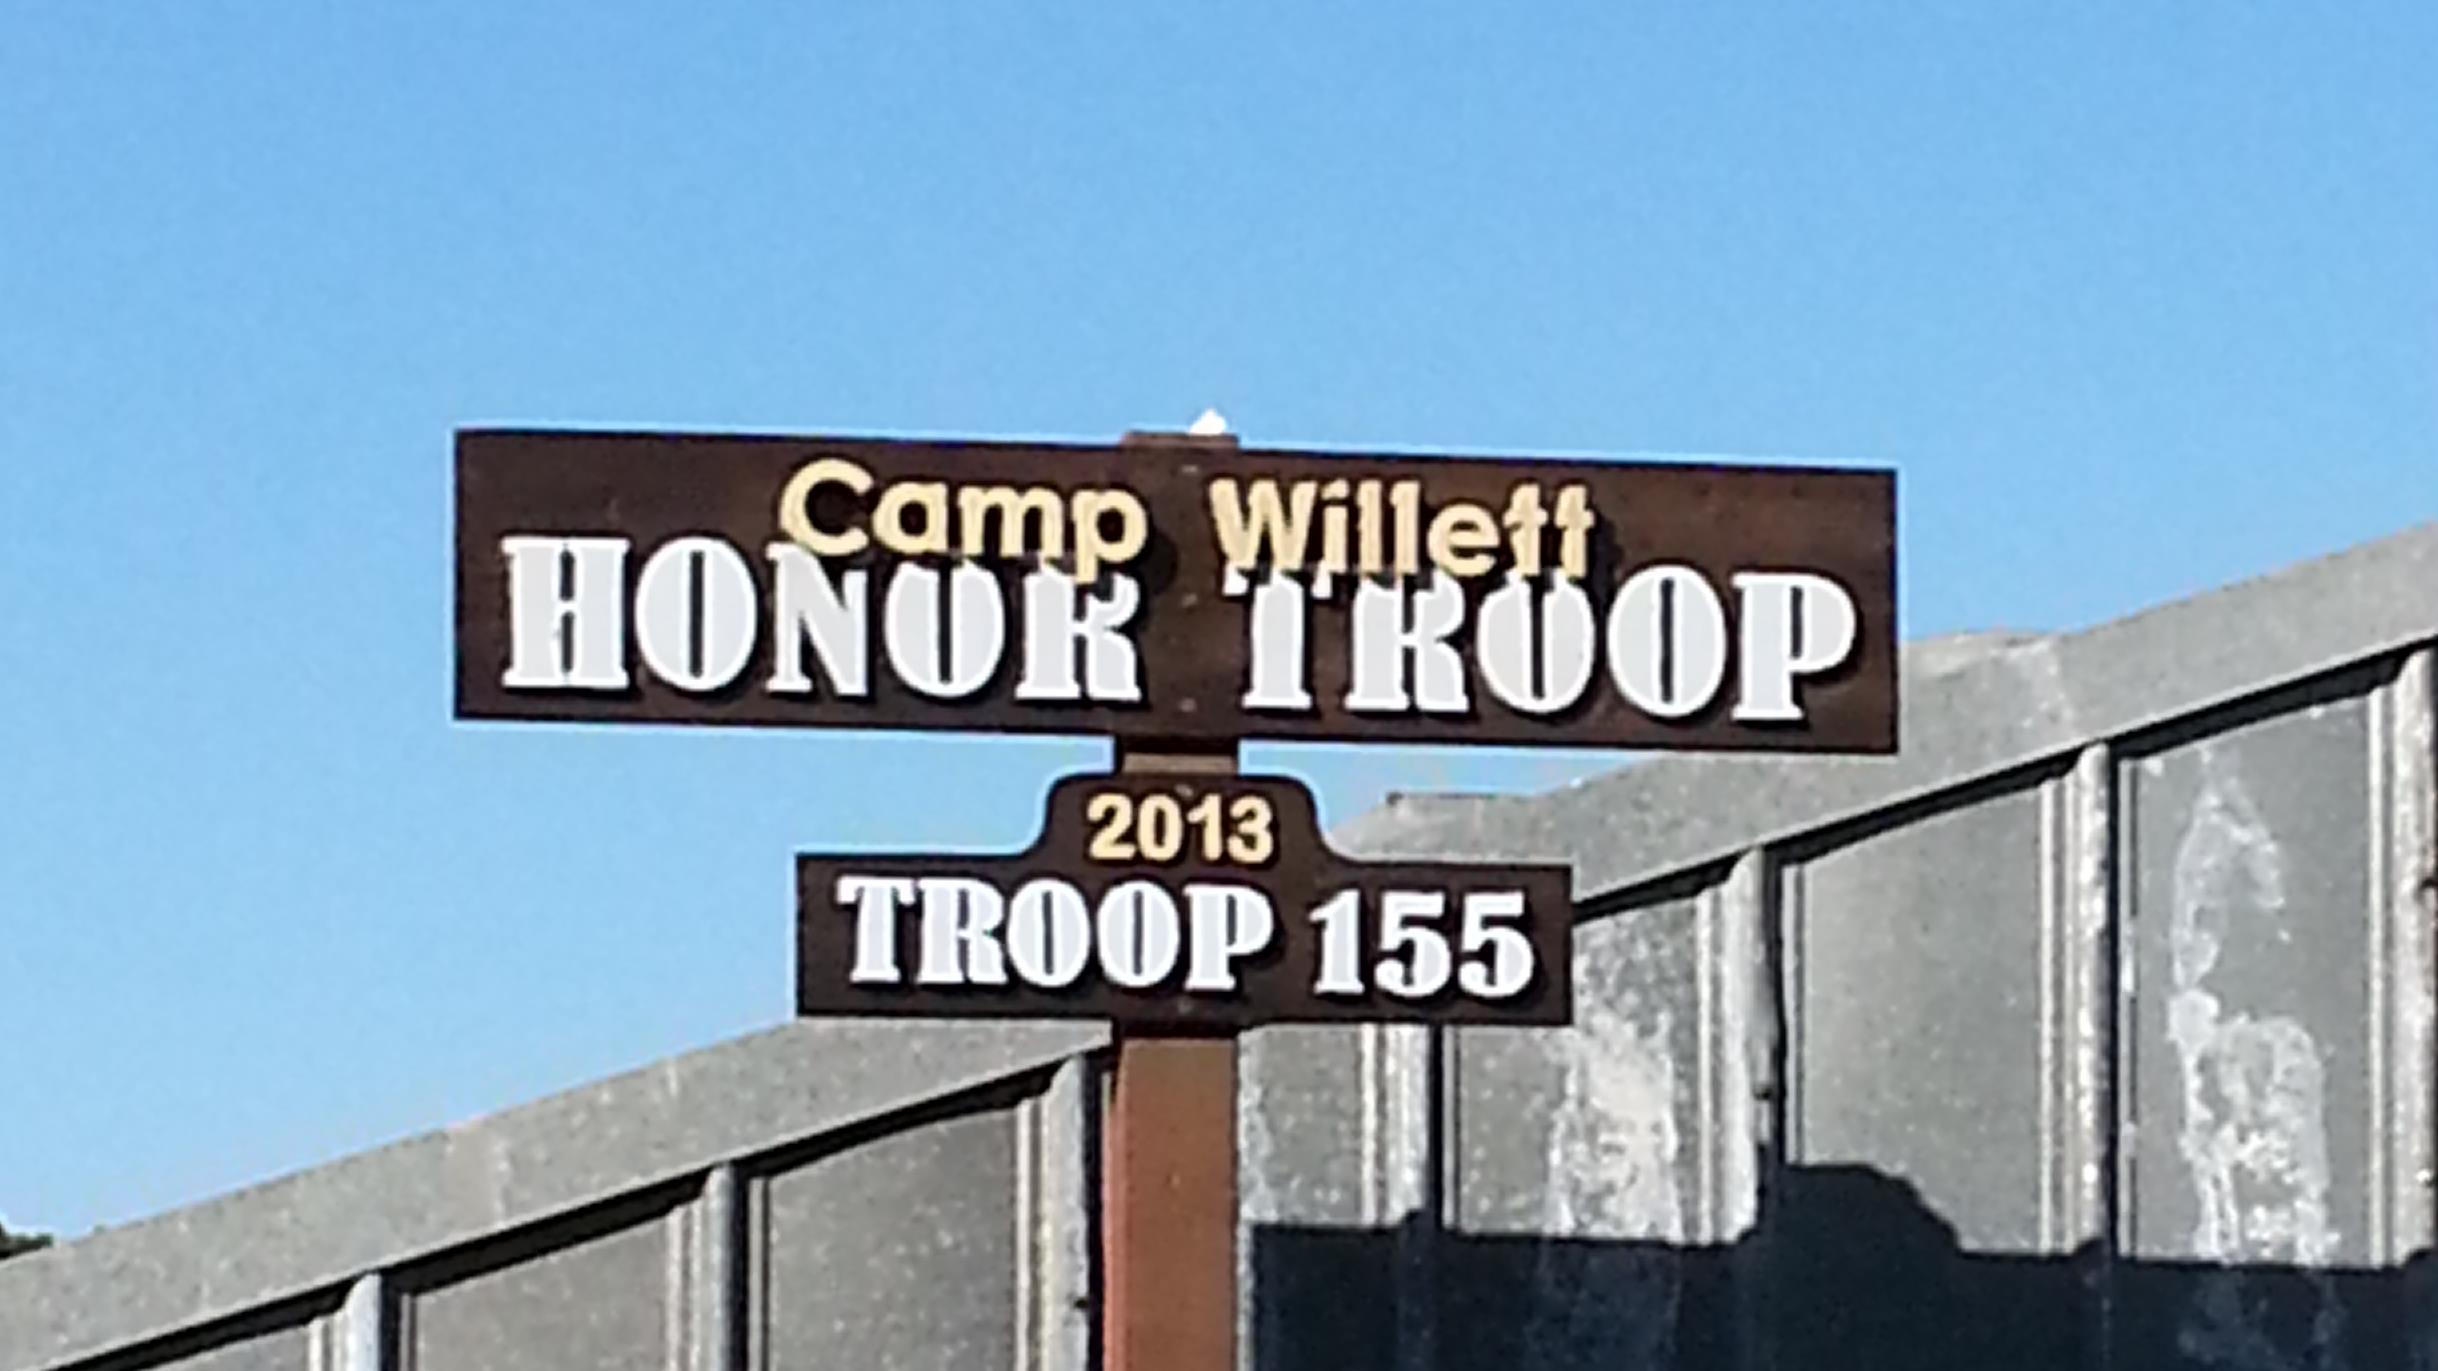 Camp Willett
HONOR TROOP
2013
TROOP 155